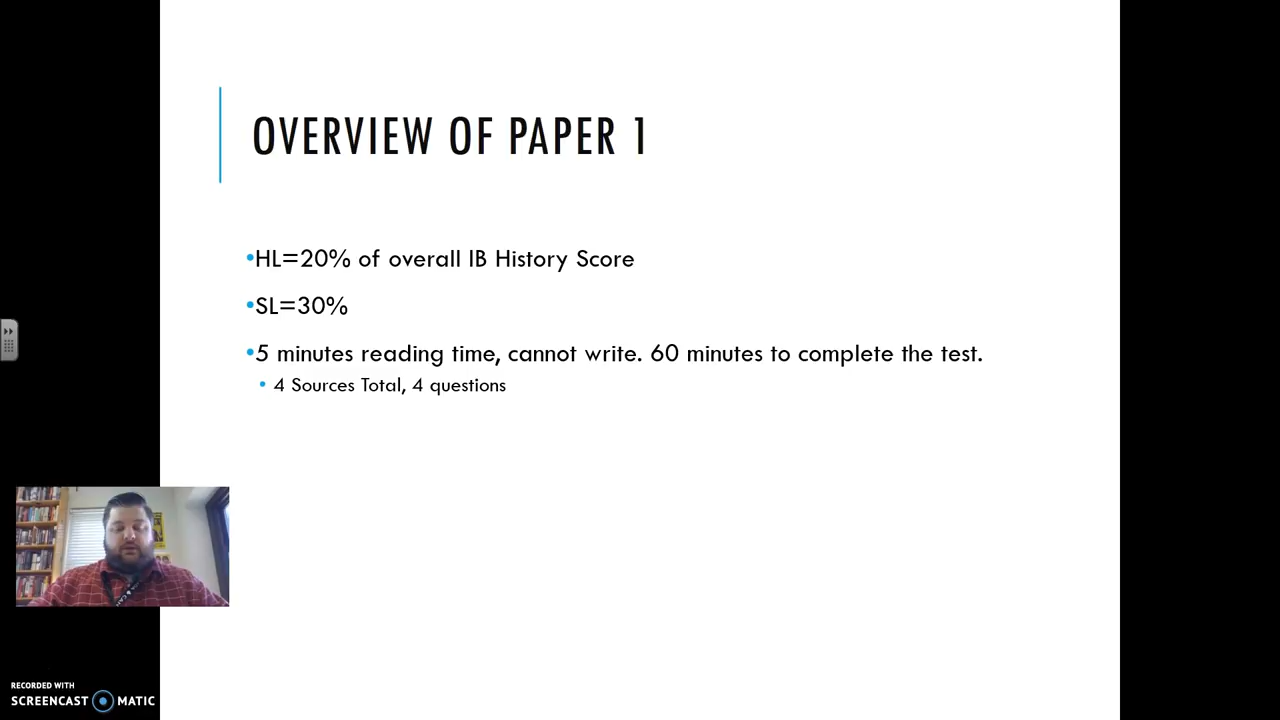 OVERVIEW OF PAPER 1
•HL=20% of overall IB History Score
•SL=30%
•5 minutes reading time, cannot write. 60 minutes to complete the test.
• 4 Sources Total, 4 questions
RECORDED WITH
SCREENCAST MATIC